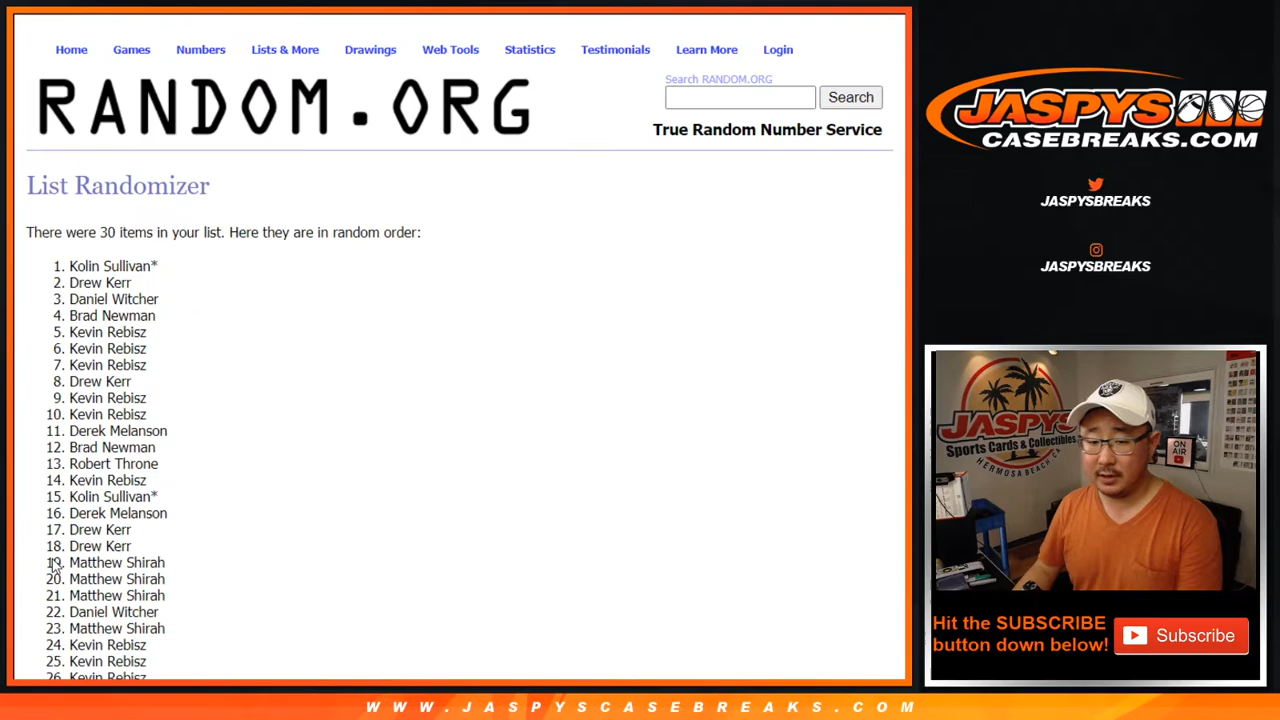 Home Games Numbers Lists & More Drawings Web Tools Statistics Testimonials Learn More Login
RANDOM.ORG
Search RANDOM.ORG
Search
True Random Number Service
List Randomizer
There were 30 items in your list. Here they are in random order:
1. Kolin Sullivan*
2. Drew Kerr
3. Daniel Witcher
4. Brad Newman
5. Kevin Rebisz
6. Kevin Rebisz
7. Kevin Rebisz
8. Drew Kerr
9. Kevin Rebisz
10. Kevin Rebisz
11. Derek Melanson
12. Brad Newman
13. Robert Throne
14. Kevin Rebisz
15. Kolin Sullivan*
16. Derek Melanson
17. Drew Kerr
18. Drew Kerr
19. Matthew Shirah
20. Matthew Shirah
21. Matthew Shirah
22. Daniel Witcher
23. Matthew Shirah
24. Kevin Rebisz
25. Kevin Rebisz
26. Kevin Rebisz
JASPYS
CASEBREAKS.COM
JASPYSBREAKS
JASPYSBREAKS
JASPYS
Sports Cards & Collectibles
HERMOSA BEACH, CA
ON AIR
Hit the SUBSCRIBE
button down below!
Subscribe
WWW.JASPYSCASEBREAKS.COM